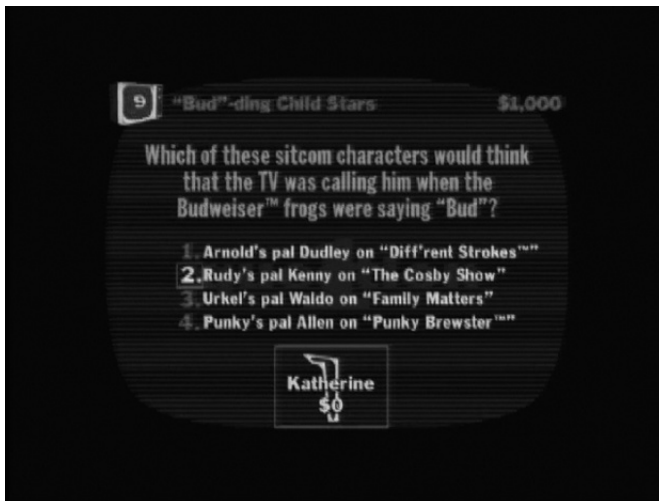 9 "Bud"-ding Child Stars $1,000
Which of these sitcom characters would think
that the TV was calling him when the
Budweiser™ frogs were saying "Bud"?
1. Arnold's pal Dudley on "Diff'rent Strokes™"
2. Rudy's pal Kenny on "The Cosby Show"
3. Urkel's pal Waldo on "Family Matters"
4. Punky's pal Allen on "Punky Brewster™"
Katherine
$0